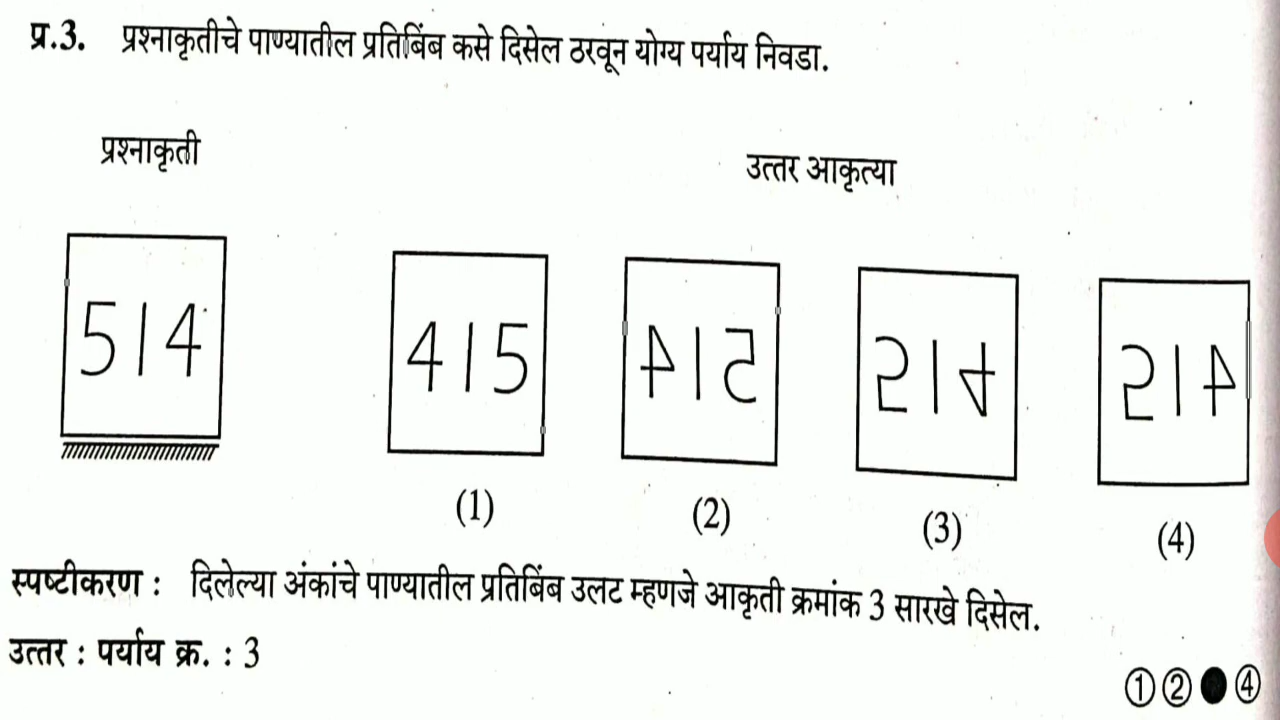 प्र.3. प्रश्नाकृतीचे पाण्यातील प्रतिबिंब कसे दिसेल ठरवून योग्य पर्याय निवडा.
प्रश्नाकृती
उत्तर आकृत्या
514
415
(1)
(2)
(3)
(4)
स्पष्टीकरण : दिलेल्या अंकांचे पाण्यातील प्रतिबिंब उलट म्हणजे आकृती क्रमांक 3 सारखे दिसेल.
उत्तर : पर्याय क्र. : 3
① ② ● ④